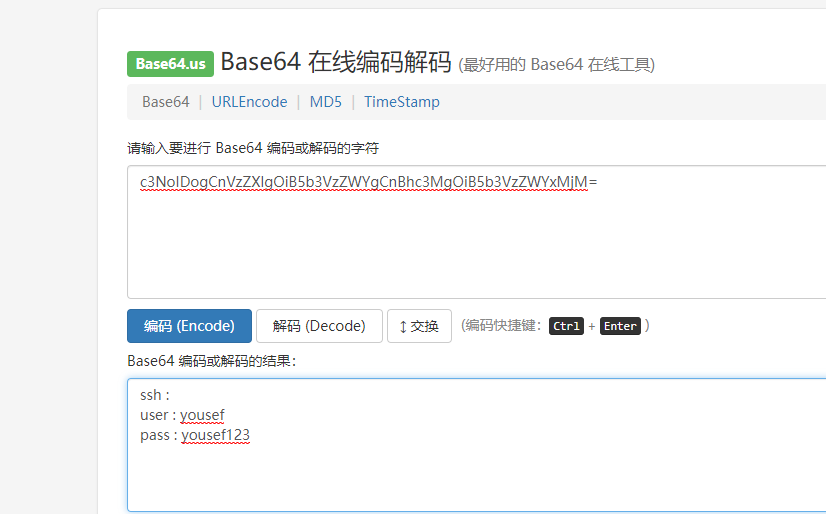 Base64.us Base64 在线编码解码 (最好用的 Base64 在线工具)
Base64 | URLEncode | MD5 | TimeStamp
请输入要进行 Base64 编码或解码的字符
c3NoIDogCnVzZXIgOiB5b3VzZWYgCnBhc3MgOiB5b3VzZWYxMjM=
编码 (Encode) 解码 (Decode) ↕ 交换 (编码快捷键: Ctrl + Enter )
Base64 编码或解码的结果:
ssh :
user : yousef
pass : yousef123